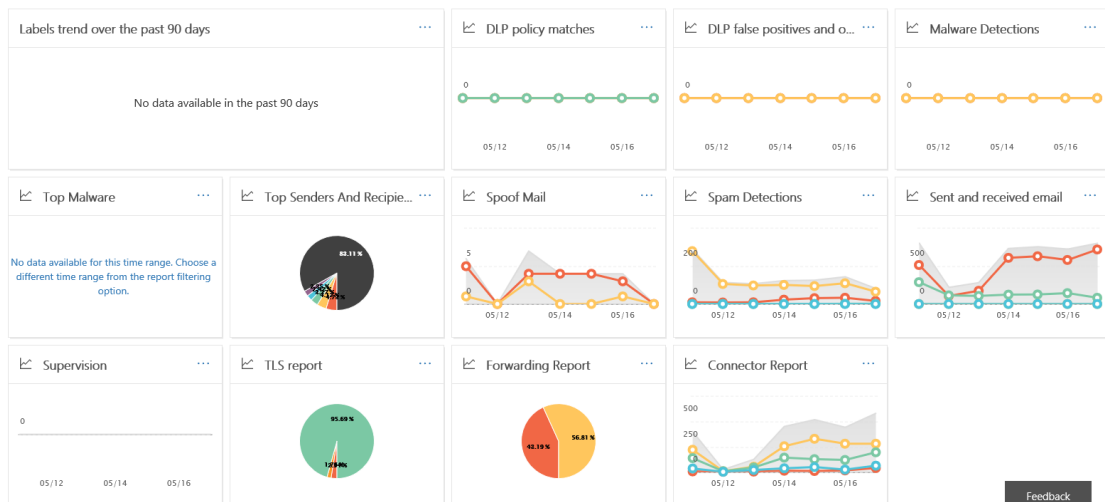 Labels trend over the past 90 days ...
DLP policy matches ...
DLP false positives and o... ...
Malware Detections ...
No data available in the past 90 days
0
05/12 05/14 05/16
0
05/12 05/14 05/16
0
05/12 05/14 05/16
Top Malware ...
Top Senders And Recipie... ...
Spoof Mail ...
Spam Detections ...
Sent and received email ...
No data available for this time range. Choose a
different time range from the report filtering
option.
83.11 %
5
0
05/12 05/14 05/16
200
0
05/12 05/14 05/16
500
0
05/12 05/14 05/16
Supervision ...
TLS report ...
Forwarding Report ...
Connector Report ...
0
05/12 05/14 05/16
95.69 %
43.19 %
56.81 %
500
250
0
05/12 05/14 05/16
Feedback